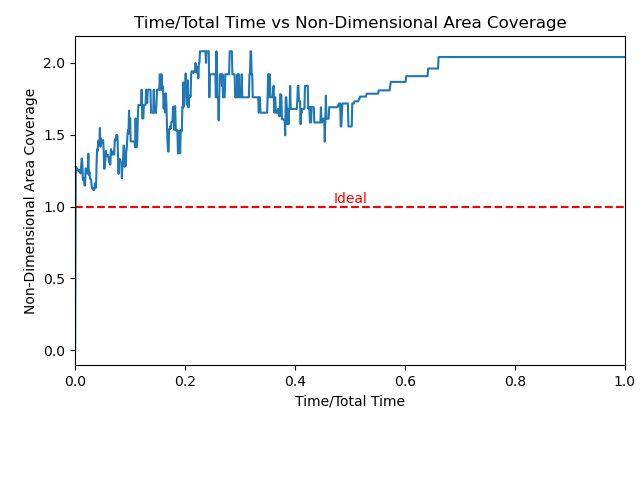 Time/Total Time vs Non-Dimensional Area Coverage
Non-Dimensional Area Coverage
2.0
1.5
1.0
0.5
0.0
Ideal
0.0 0.2 0.4 0.6 0.8 1.0
Time/Total Time